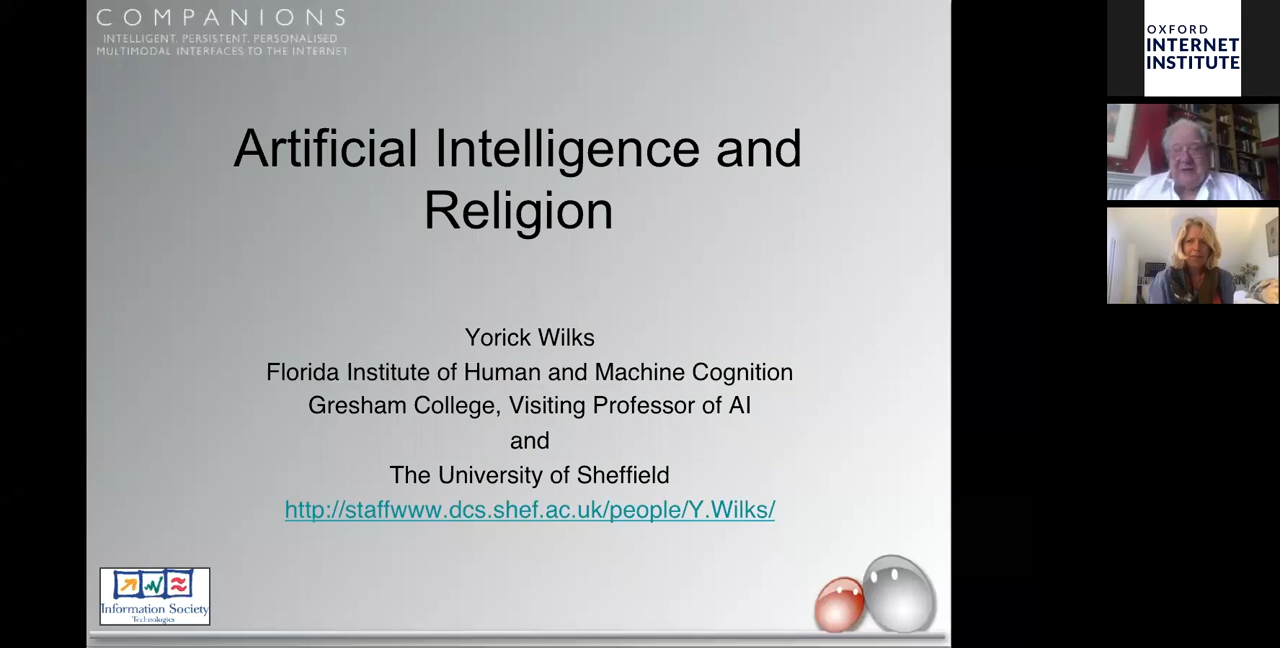 COMPANIONS
INTELLIGENT, PERSISTENT, PERSONALISED
MULTIMODAL INTERFACES TO THE INTERNET
Artificial Intelligence and
Religion
Yorick Wilks
Florida Institute of Human and Machine Cognition
Gresham College, Visiting Professor of AI
and
The University of Sheffield
http://staffwww.dcs.shef.ac.uk/people/Y.Wilks/
Information Society
Technologies
OXFORD
INTERNET
INSTITUTE